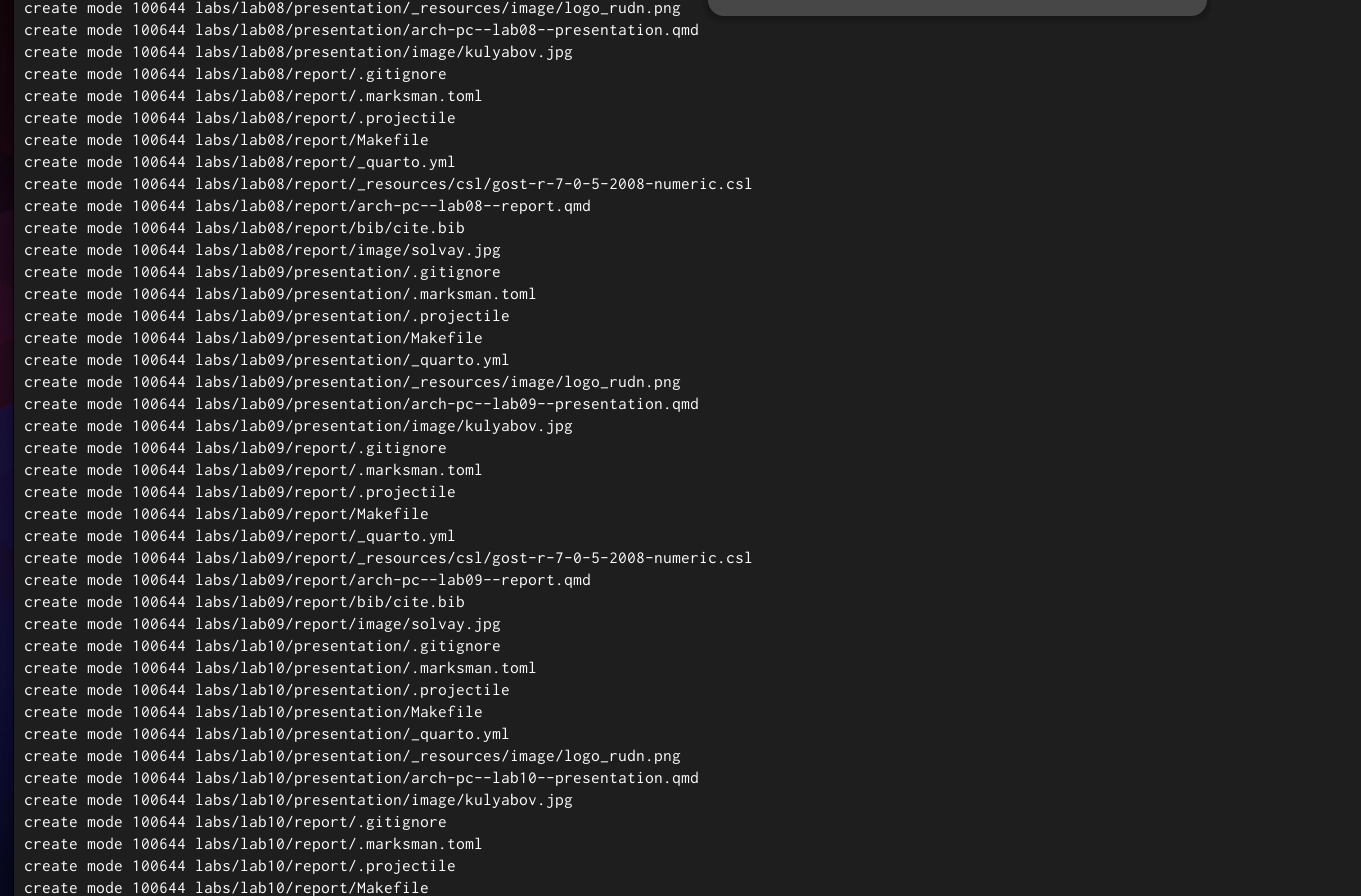 create mode 100644 labs/lab08/presentation/_resources/image/logo_rudn.png
create mode 100644 labs/lab08/presentation/arch-pc--lab08--presentation.qmd
create mode 100644 labs/lab08/presentation/image/kulyabov.jpg
create mode 100644 labs/lab08/report/.gitignore
create mode 100644 labs/lab08/report/.marksman.toml
create mode 100644 labs/lab08/report/.projectile
create mode 100644 labs/lab08/report/Makefile
create mode 100644 labs/lab08/report/_quarto.yml
create mode 100644 labs/lab08/report/_resources/csl/gost-r-7-0-5-2008-numeric.csl
create mode 100644 labs/lab08/report/arch-pc--lab08--report.qmd
create mode 100644 labs/lab08/report/bib/cite.bib
create mode 100644 labs/lab08/report/image/solvay.jpg
create mode 100644 labs/lab09/presentation/.gitignore
create mode 100644 labs/lab09/presentation/.marksman.toml
create mode 100644 labs/lab09/presentation/.projectile
create mode 100644 labs/lab09/presentation/Makefile
create mode 100644 labs/lab09/presentation/_quarto.yml
create mode 100644 labs/lab09/presentation/_resources/image/logo_rudn.png
create mode 100644 labs/lab09/presentation/arch-pc--lab09--presentation.qmd
create mode 100644 labs/lab09/presentation/image/kulyabov.jpg
create mode 100644 labs/lab09/report/.gitignore
create mode 100644 labs/lab09/report/.marksman.toml
create mode 100644 labs/lab09/report/.projectile
create mode 100644 labs/lab09/report/Makefile
create mode 100644 labs/lab09/report/_quarto.yml
create mode 100644 labs/lab09/report/_resources/csl/gost-r-7-0-5-2008-numeric.csl
create mode 100644 labs/lab09/report/arch-pc--lab09--report.qmd
create mode 100644 labs/lab09/report/bib/cite.bib
create mode 100644 labs/lab09/report/image/solvay.jpg
create mode 100644 labs/lab10/presentation/.gitignore
create mode 100644 labs/lab10/presentation/.marksman.toml
create mode 100644 labs/lab10/presentation/.projectile
create mode 100644 labs/lab10/presentation/Makefile
create mode 100644 labs/lab10/presentation/_quarto.yml
create mode 100644 labs/lab10/presentation/_resources/image/logo_rudn.png
create mode 100644 labs/lab10/presentation/arch-pc--lab10--presentation.qmd
create mode 100644 labs/lab10/presentation/image/kulyabov.jpg
create mode 100644 labs/lab10/report/.gitignore
create mode 100644 labs/lab10/report/.marksman.toml
create mode 100644 labs/lab10/report/.projectile
create mode 100644 labs/lab10/report/Makefile